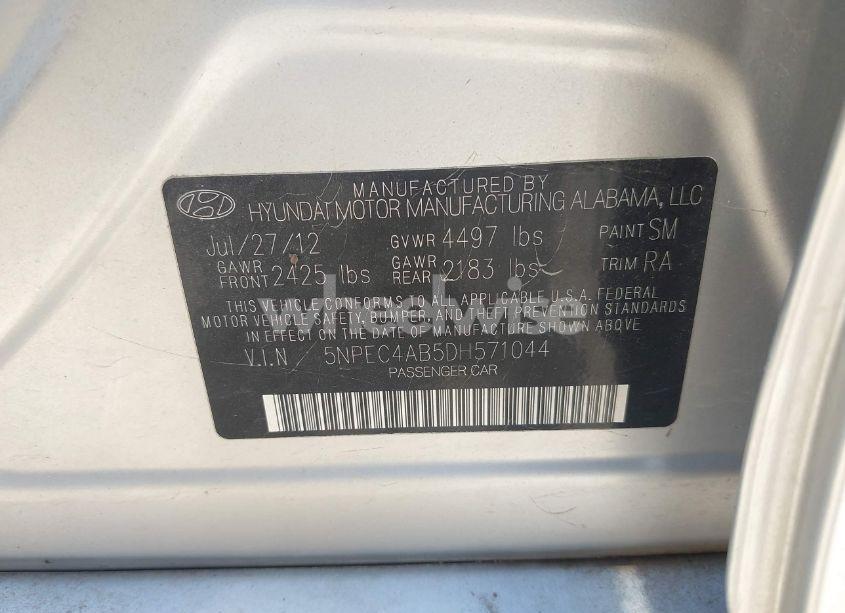 MANUFACTURED BY
HYUNDAI MOTOR MANUFACTURING ALABAMA, LLC
Jul/27/12 GVWR 4497 lbs PAINT SM
GAWR FRONT 2425 lbs GAWR REAR 2183 lbs TRIM RA
THIS VEHICLE CONFORMS TO ALL APPLICABLE U.S.A. FEDERAL
MOTOR VEHICLE SAFETY, BUMPER, AND THEFT PREVENTION STANDARDS
IN EFFECT ON THE DATE OF MANUFACTURE SHOWN ABOVE
V.I.N 5NPEC4AB5DH571044
PASSENGER CAR
wheelwire